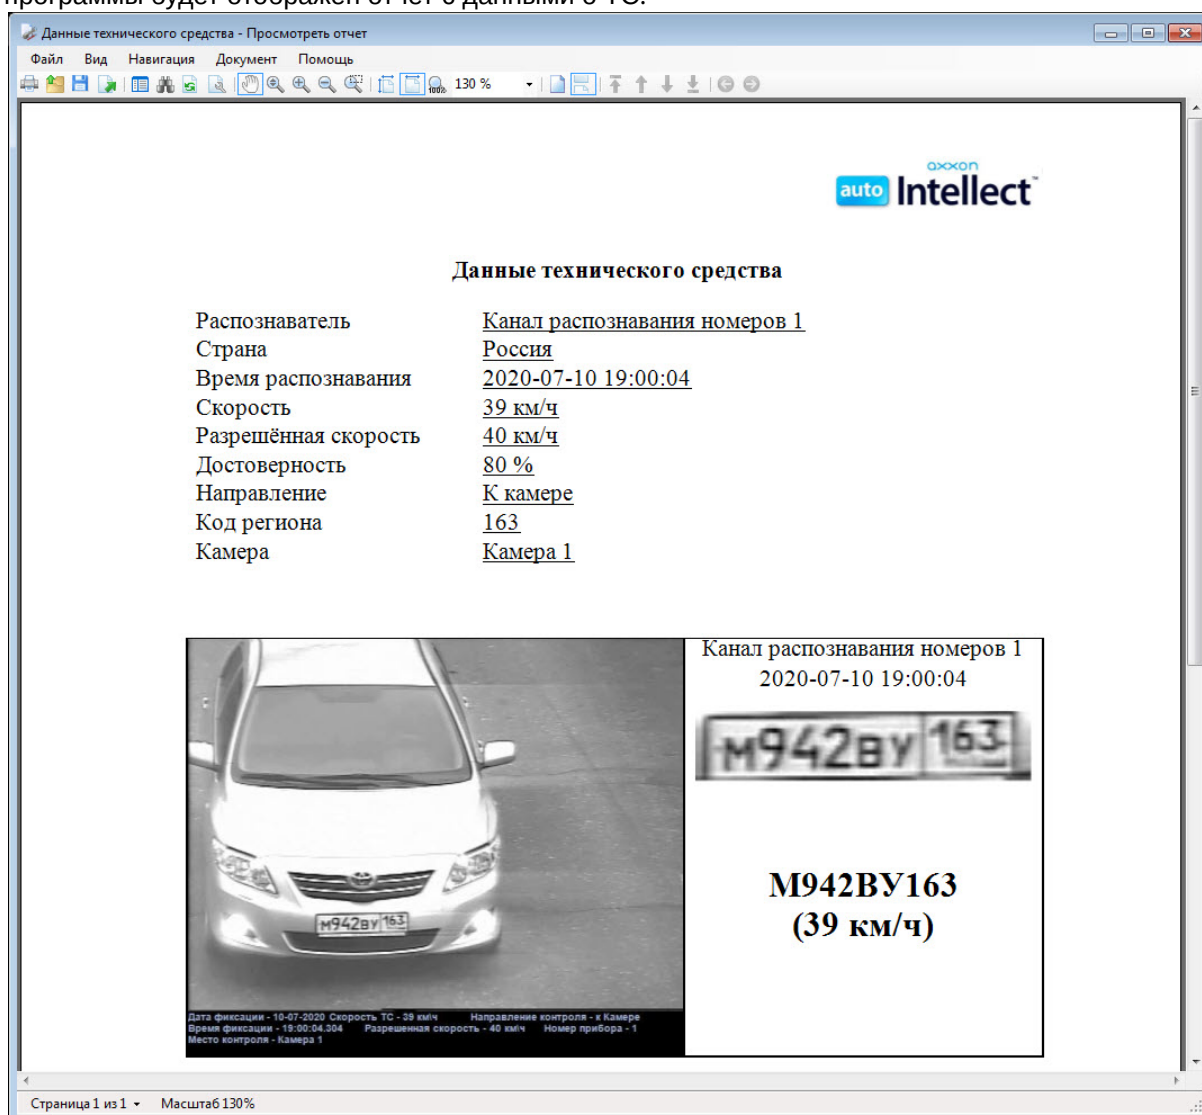 программы будет отображен отчет с данными о ТС.
Данные технического средства - Просмотреть отчет
Файл Вид Навигация Документ Помощь
100% 130 %
axxon
auto Intellect™
Данные технического средства
Распознаватель Канал распознавания номеров 1
Страна Россия
Время распознавания 2020-07-10 19:00:04
Скорость 39 км/ч
Разрешённая скорость 40 км/ч
Достоверность 80 %
Направление К камере
Код региона 163
Камера Камера 1
Канал распознавания номеров 1
2020-07-10 19:00:04
М942ВУ 163
М942ВУ163
(39 км/ч)
М942ВУ 163
Дата фиксации - 10-07-2020 Скорость ТС - 39 км/ч Направление контроля - к Камере
Время фиксации - 19:00:04.304 Разрешенная скорость - 40 км/ч Номер прибора - 1
Место контроля - Камера 1
Страница 1 из 1 Масштаб 130%